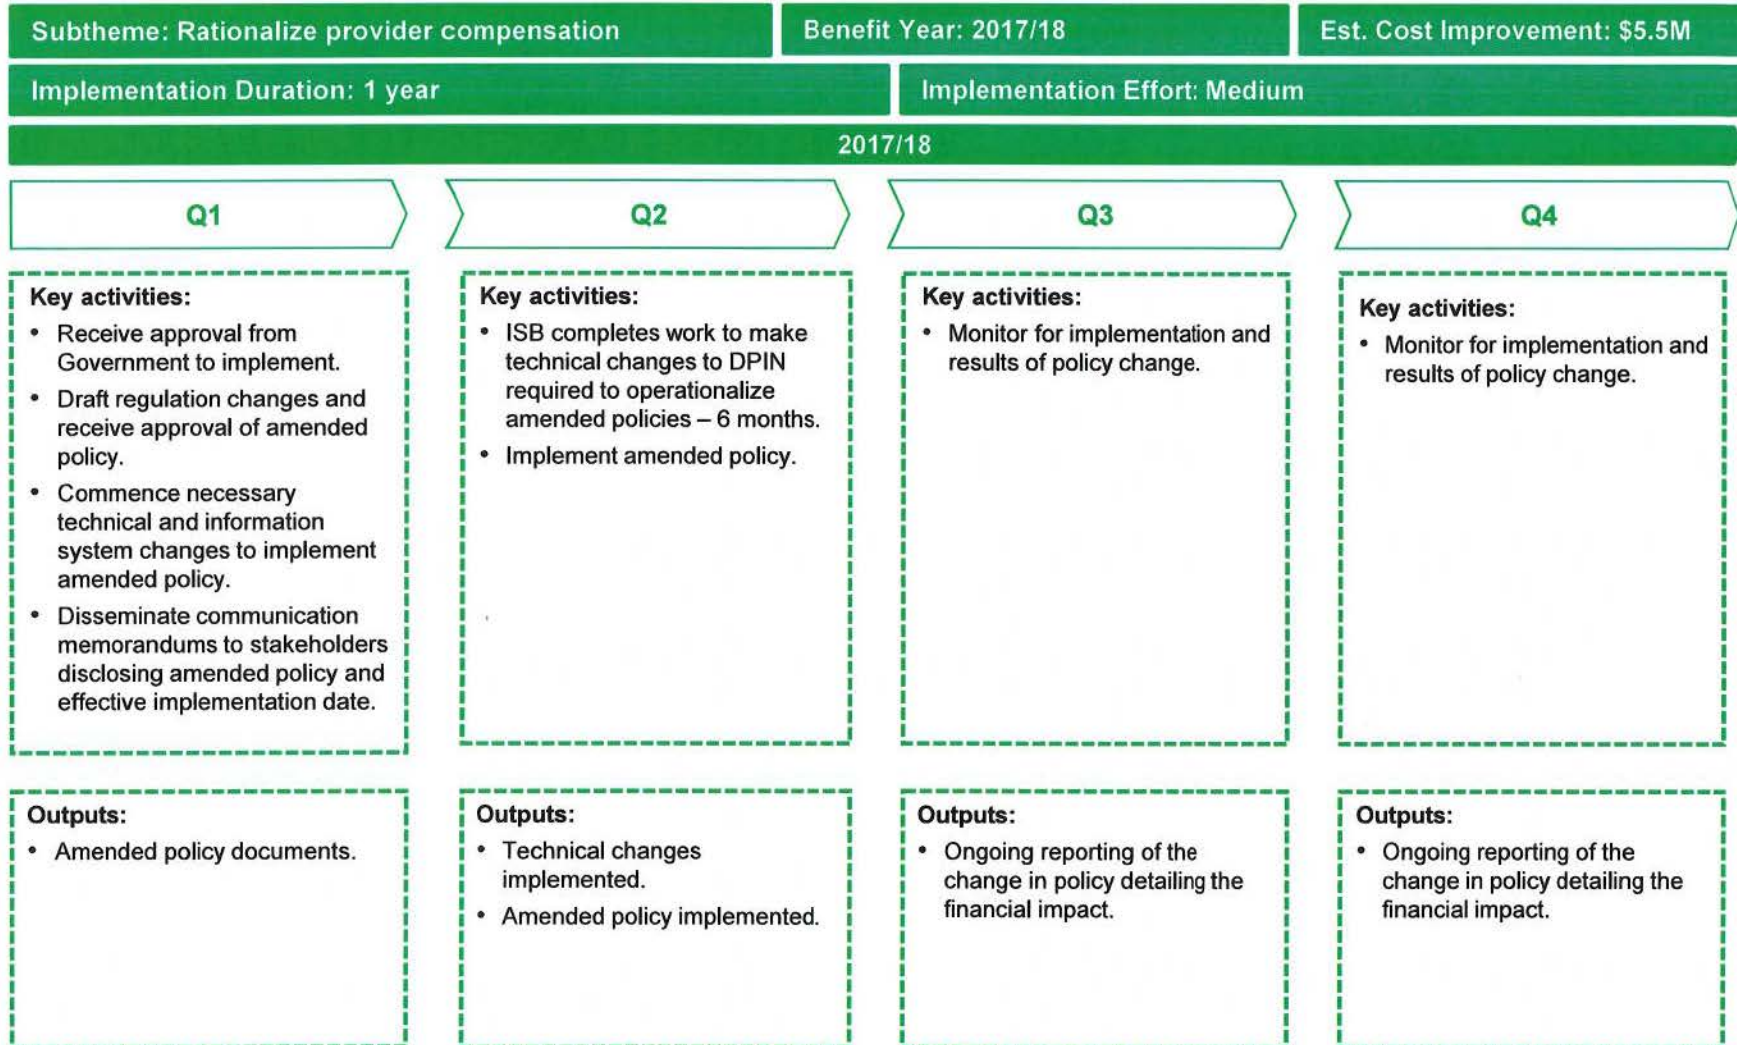 Subtheme: Rationalize provider compensation
Benefit Year: 2017/18
Est. Cost Improvement: $5.5M
Implementation Duration: 1 year
Implementation Effort: Medium
2017/18
Q1
Q2
Q3
Q4
Key activities:
• Receive approval from
Government to implement.
• Draft regulation changes and
receive approval of amended
policy.
• Commence necessary
technical and information
system changes to implement
amended policy.
• Disseminate communication
memorandums to stakeholders
disclosing amended policy and
effective implementation date.
Key activities:
• ISB completes work to make
technical changes to DPIN
required to operationalize
amended policies – 6 months.
• Implement amended policy.
Key activities:
• Monitor for implementation and
results of policy change.
Key activities:
• Monitor for implementation and
results of policy change.
Outputs:
• Amended policy documents.
Outputs:
• Technical changes
implemented.
• Amended policy implemented.
Outputs:
• Ongoing reporting of the
change in policy detailing the
financial impact.
Outputs:
• Ongoing reporting of the
change in policy detailing the
financial impact.